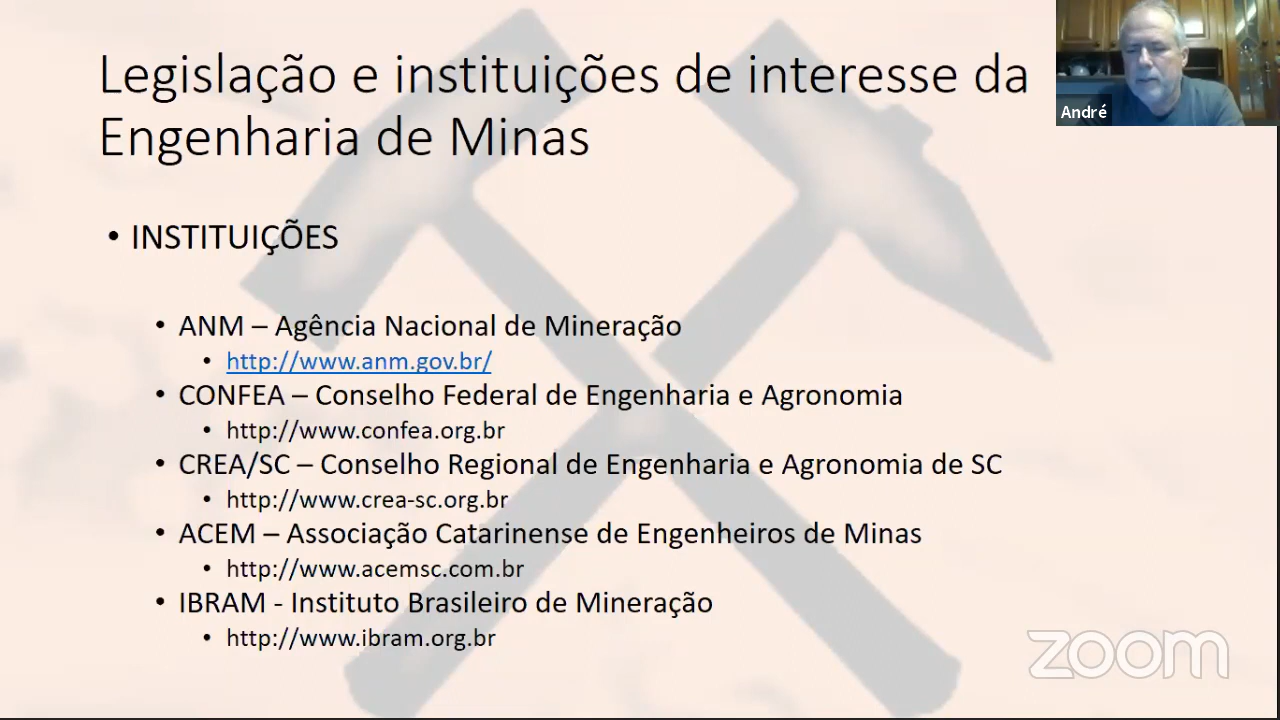 Legislação e instituições de interesse da
Engenharia de Minas
André
• INSTITUIÇÕES
• ANM – Agência Nacional de Mineração
• http://www.anm.gov.br/
• CONFEA – Conselho Federal de Engenharia e Agronomia
• http://www.confea.org.br
• CREA/SC – Conselho Regional de Engenharia e Agronomia de SC
• http://www.crea-sc.org.br
• ACEM – Associação Catarinense de Engenheiros de Minas
• http://www.acemsc.com.br
• IBRAM - Instituto Brasileiro de Mineração
• http://www.ibram.org.br
zoom